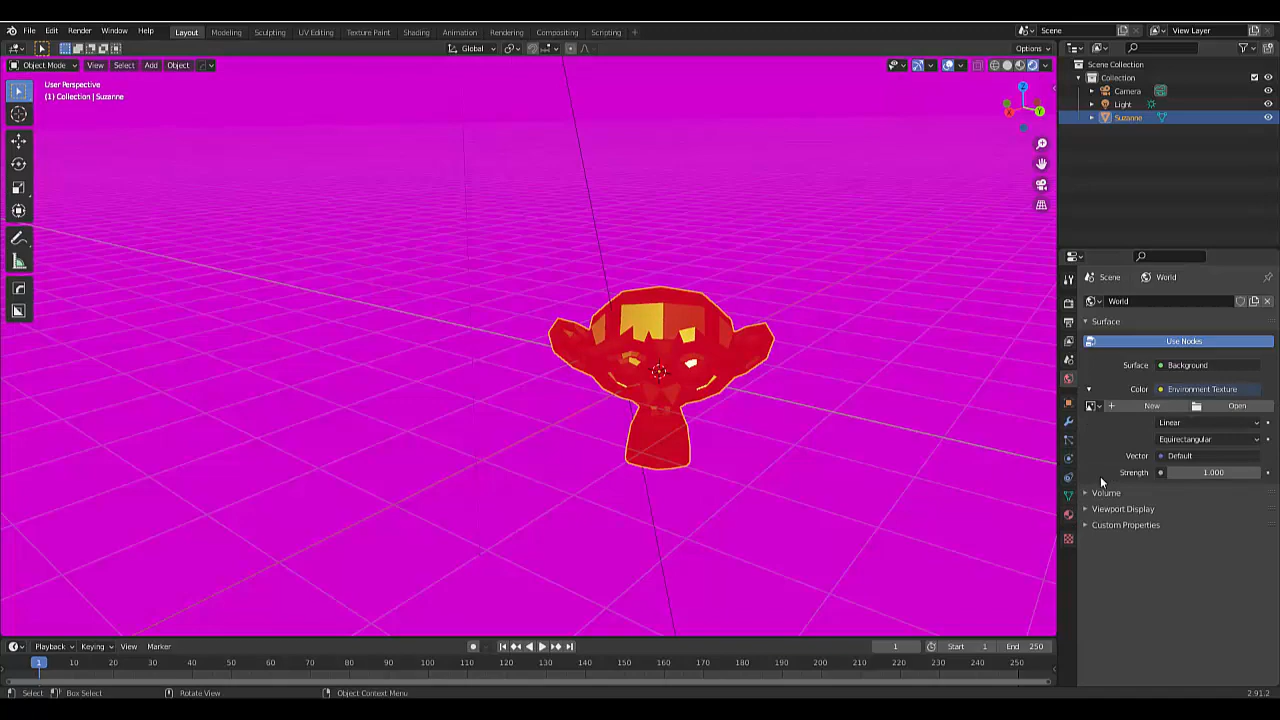 File Edit Render Window Help Layout Modeling Sculpting UV Editing Texture Paint Shading Animation Rendering Compositing Scripting Scene View Layer
Global Options
Object Mode View Select Add Object
User Perspective
(1) Collection | Suzanne
Z
X Y
Scene Collection
Collection
Camera
Light
Suzanne
Scene World
World
Surface
Use Nodes
Surface Background
Color Environment Texture
New Open
Linear
Equirectangular
Vector Default
Strength 1.000
Volume
Viewport Display
Custom Properties
Playback Keying View Marker 1 Start 1 End 250
1 10 20 30 40 50 60 70 80 90 100 110 120 130 140 150 160 170 180 190 200 210 220 230 240 250
Select Box Select Rotate View Object Context Menu 2.91.2